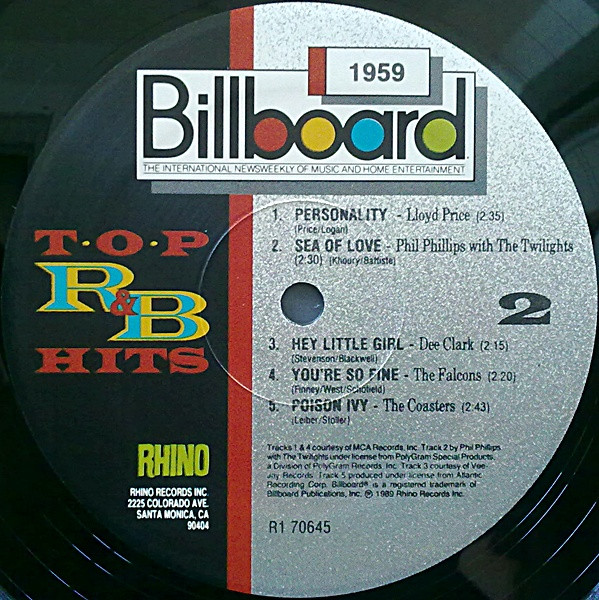 1959
Billboard
THE INTERNATIONAL NEWSWEEKLY OF MUSIC AND HOME ENTERTAINMENT
T·O·P
R&B
HITS
1. PERSONALITY - Lloyd Price (2:35)
(Price/Logan)
2. SEA OF LOVE - Phil Phillips with The Twilights
(2:30) (Khoury/Battiste)
2
3. HEY LITTLE GIRL - Dee Clark (2:15)
(Stevenson/Blackwell)
4. YOU'RE SO FINE - The Falcons (2:20)
(Finney/West/Schofield)
5. POISON IVY - The Coasters (2:43)
(Leiber/Stoller)
RHINO
RHINO RECORDS INC.
2225 COLORADO AVE.
SANTA MONICA, CA
90404
Tracks 1 & 4 courtesy of MCA Records, Inc. Track 2 by Phil Phillips
with The Twilights under license from PolyGram Special Products,
a Division of PolyGram Records, Inc. Track 3 courtesy of Vee-
Jay Records. Track 5 produced under license from Atlantic
Recording Corp. Billboard® is a registered trademark of
Billboard Publications, Inc. ℗ 1989 Rhino Records Inc.
R1 70645